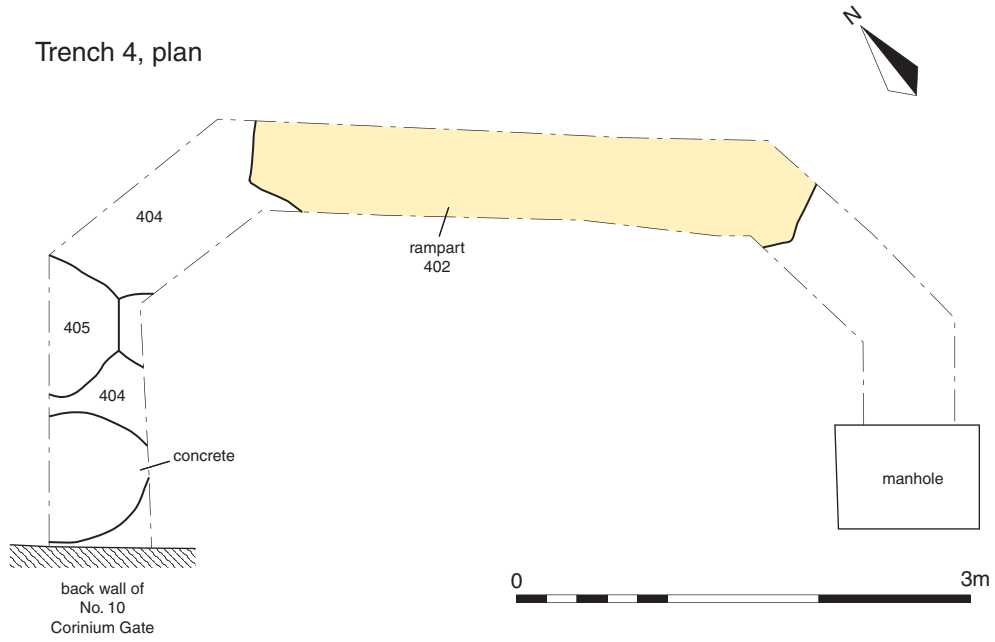 N
Trench 4, plan
404
rampart
402
405
404
concrete
manhole
0 3m
back wall of
No. 10
Corinium Gate